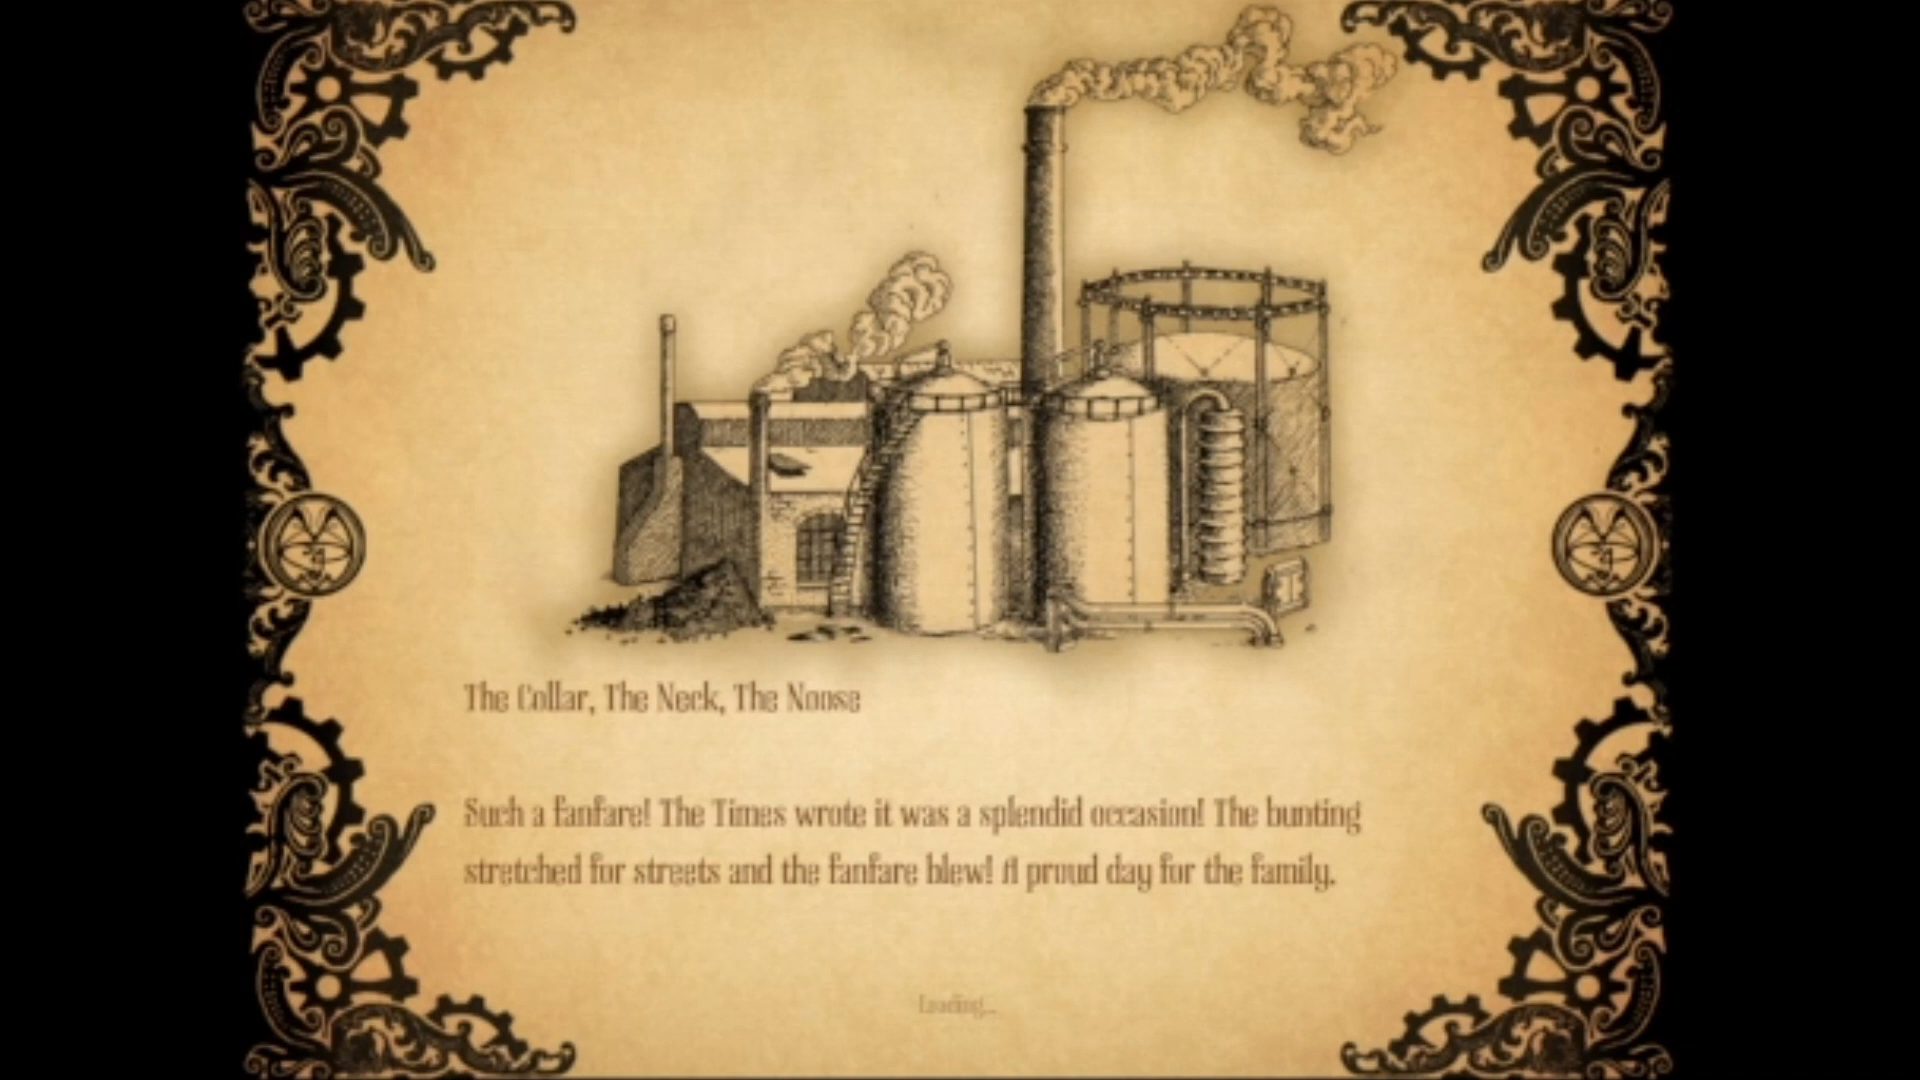 The Collar, The Neck, The Noose
Such a fanfare! The Times wrote it was a splendid occasion! The bunting
stretched for streets and the fanfare blew! A proud day for the family.
Loading...